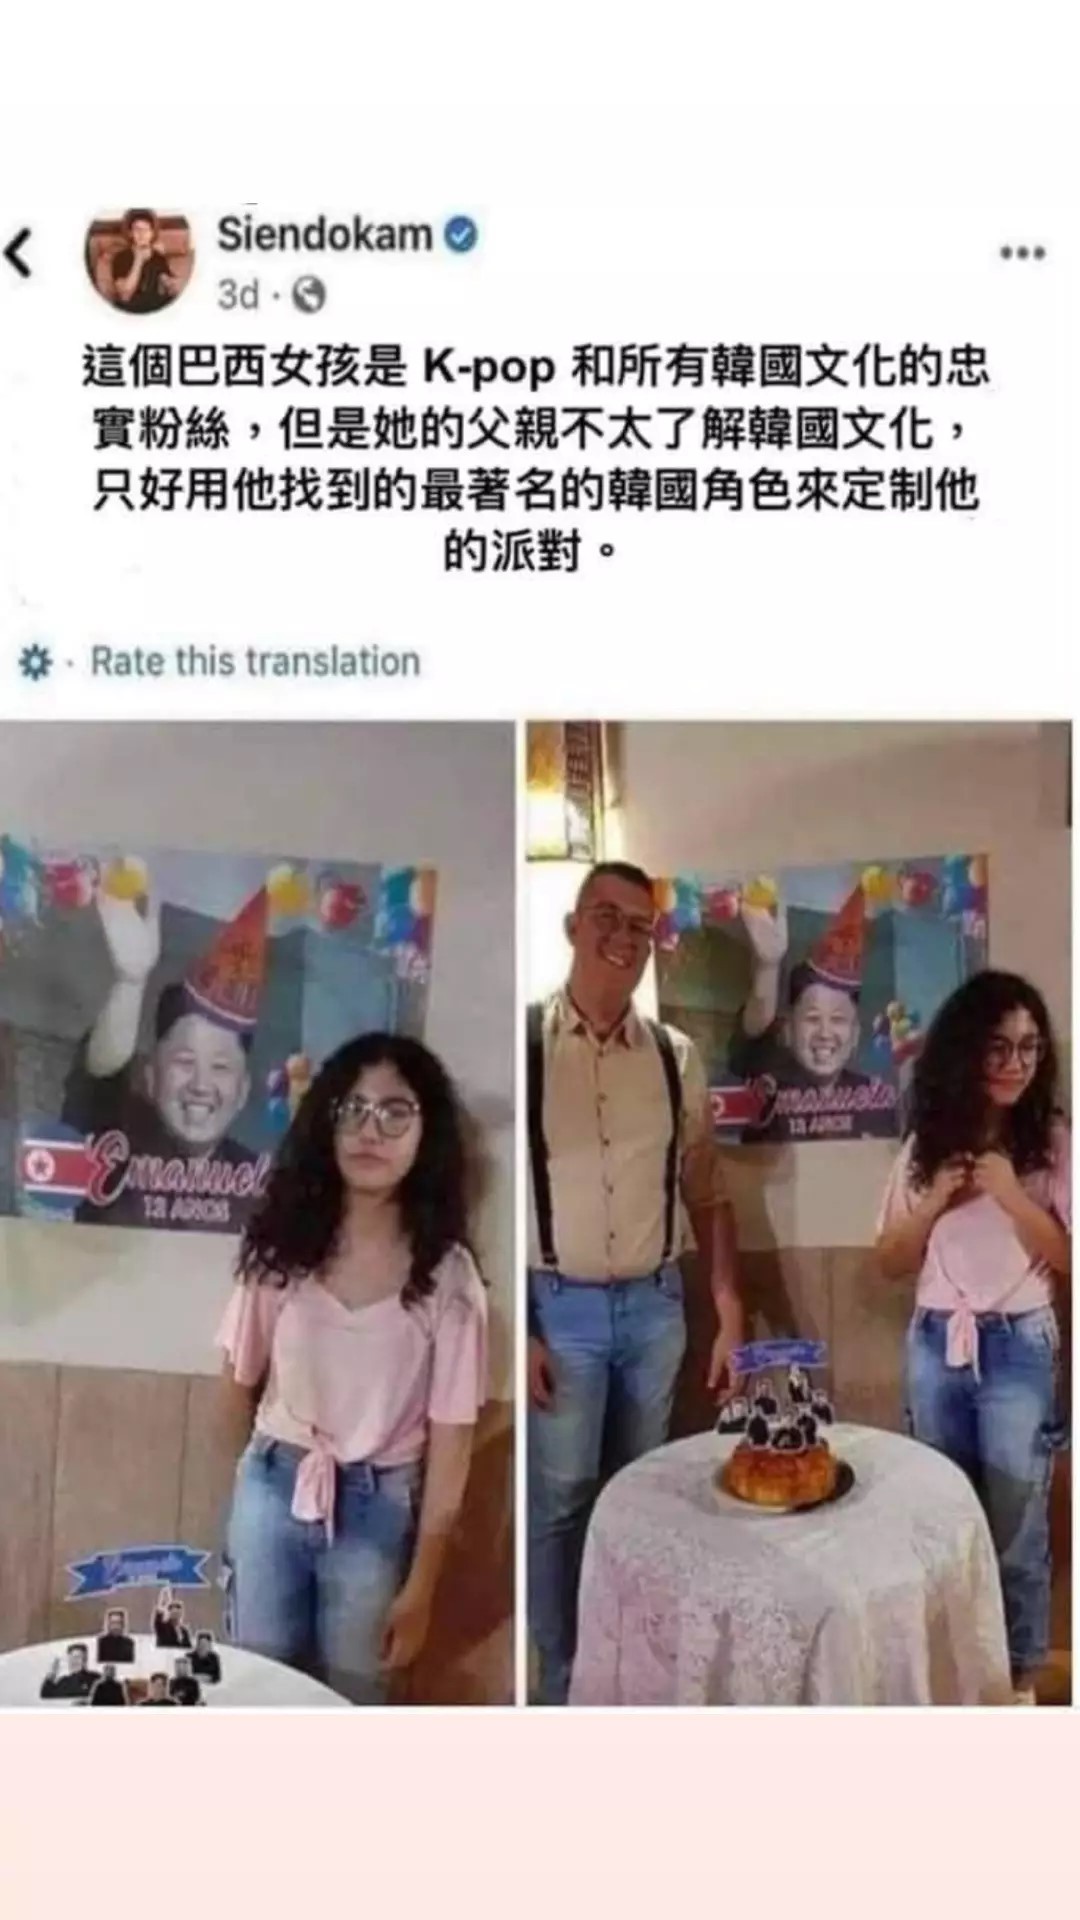 Siendokam
3d ·
這個巴西女孩是 K-pop 和所有韓國文化的忠
實粉絲，但是她的父親不太了解韓國文化，
只好用他找到的最著名的韓國角色來定制他
的派對。
· Rate this translation
Emanuel
12 ANOS
Emanuela
12 ANOS